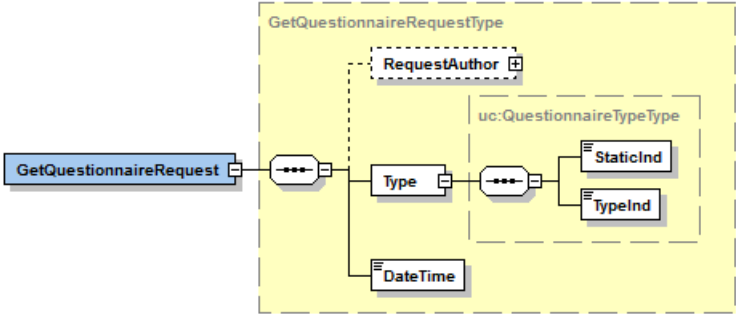 GetQuestionnaireRequestType
RequestAuthor
uc:QuestionnaireTypeType
StaticInd
GetQuestionnaireRequest
Type
TypeInd
DateTime